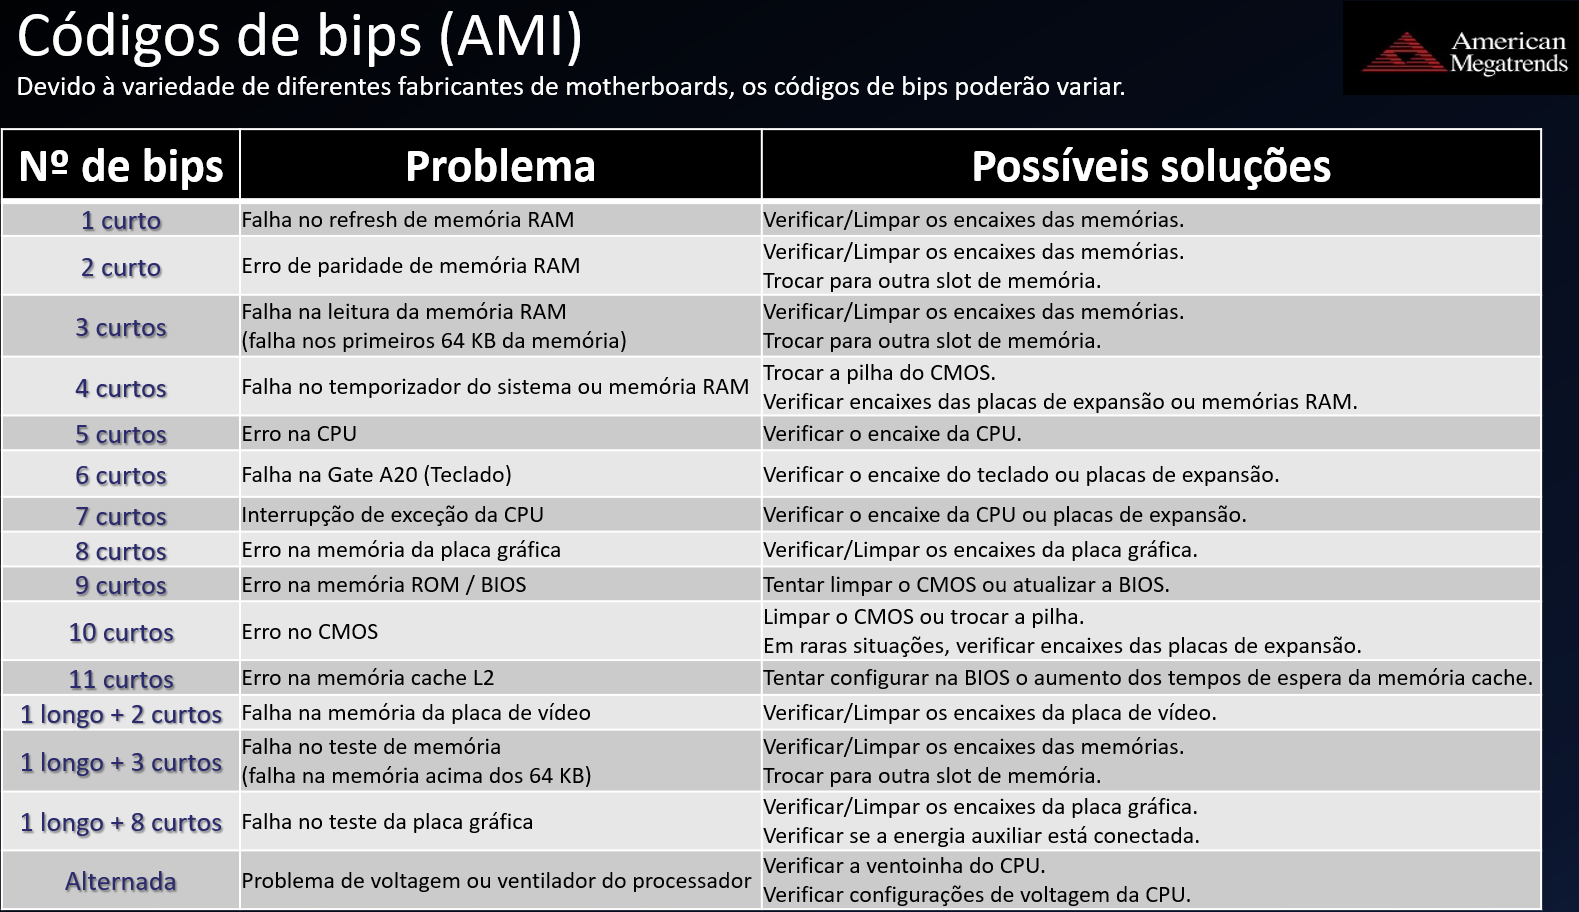 Códigos de bips (AMI)
American
Megatrends
Devido à variedade de diferentes fabricantes de motherboards, os códigos de bips poderão variar.
Nº de bips Problema Possíveis soluções
1 curto Falha no refresh de memória RAM Verificar/Limpar os encaixes das memórias.
2 curto Erro de paridade de memória RAM Verificar/Limpar os encaixes das memórias.
Trocar para outra slot de memória.
3 curtos Falha na leitura da memória RAM Verificar/Limpar os encaixes das memórias.
(falha nos primeiros 64 KB da memória) Trocar para outra slot de memória.
4 curtos Falha no temporizador do sistema ou memória RAM Trocar a pilha do CMOS.
Verificar encaixes das placas de expansão ou memórias RAM.
5 curtos Erro na CPU Verificar o encaixe da CPU.
6 curtos Falha na Gate A20 (Teclado) Verificar o encaixe do teclado ou placas de expansão.
7 curtos Interrupção de exceção da CPU Verificar o encaixe da CPU ou placas de expansão.
8 curtos Erro na memória da placa gráfica Verificar/Limpar os encaixes da placa gráfica.
9 curtos Erro na memória ROM / BIOS Tentar limpar o CMOS ou atualizar a BIOS.
10 curtos Erro no CMOS Limpar o CMOS ou trocar a pilha.
Em raras situações, verificar encaixes das placas de expansão.
11 curtos Erro na memória cache L2 Tentar configurar na BIOS o aumento dos tempos de espera da memória cache.
1 longo + 2 curtos Falha na memória da placa de vídeo Verificar/Limpar os encaixes da placa de vídeo.
1 longo + 3 curtos Falha no teste de memória Verificar/Limpar os encaixes das memórias.
(falha na memória acima dos 64 KB) Trocar para outra slot de memória.
1 longo + 8 curtos Falha no teste da placa gráfica Verificar/Limpar os encaixes da placa gráfica.
Verificar se a energia auxiliar está conectada.
Alternada Problema de voltagem ou ventilador do processador Verificar a ventoinha do CPU.
Verificar configurações de voltagem da CPU.